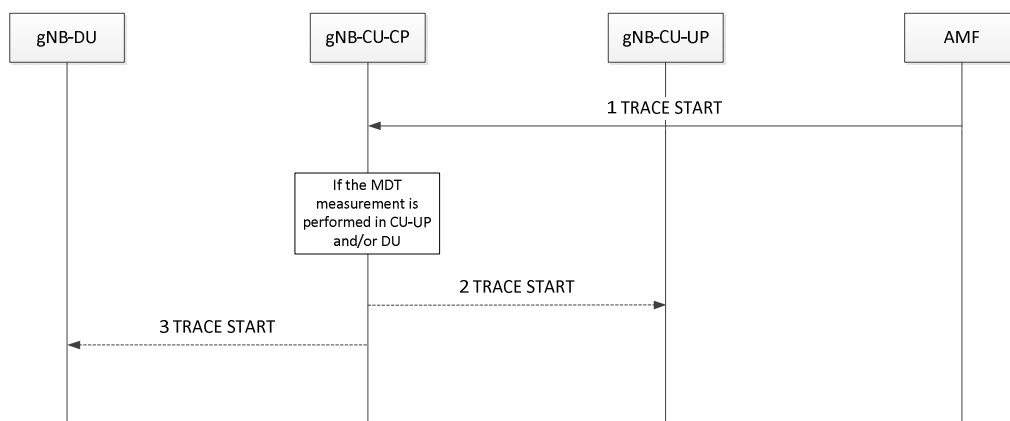 gNB-DU
gNB-CU-CP
gNB-CU-UP
AMF
1 TRACE START
If the MDT
measurement is
performed in CU-UP
and/or DU
2 TRACE START
3 TRACE START